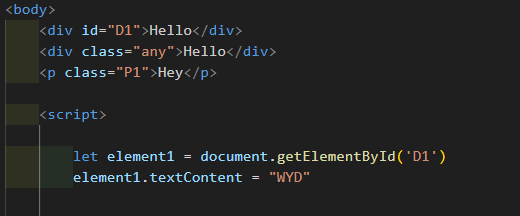 <body>
<div id="D1">Hello</div>
<div class="any">Hello</div>
<p class="P1">Hey</p>
<script>
let element1 = document.getElementById('D1')
element1.textContent = "WYD"